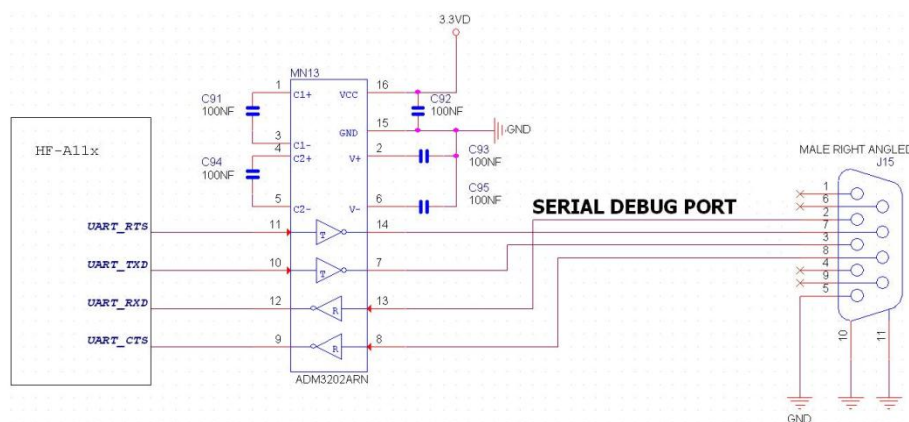 3.3VD
MN13
C91
100NF
1
C1+
VCC
16
C92
100NF
3
C1-
GND
15
GND
HF-A11x
C94
100NF
4
C2+
V+
2
C93
100NF
5
C2-
V-
6
C95
100NF
MALE RIGHT ANGLED
J15
SERIAL DEBUG PORT
UART_RTS
11
T
14
UART_TXD
10
T
7
UART_RXD
12
R
13
UART_CTS
9
R
8
ADM3202ARN
1
6
2
7
3
8
4
9
5
10
11
GND